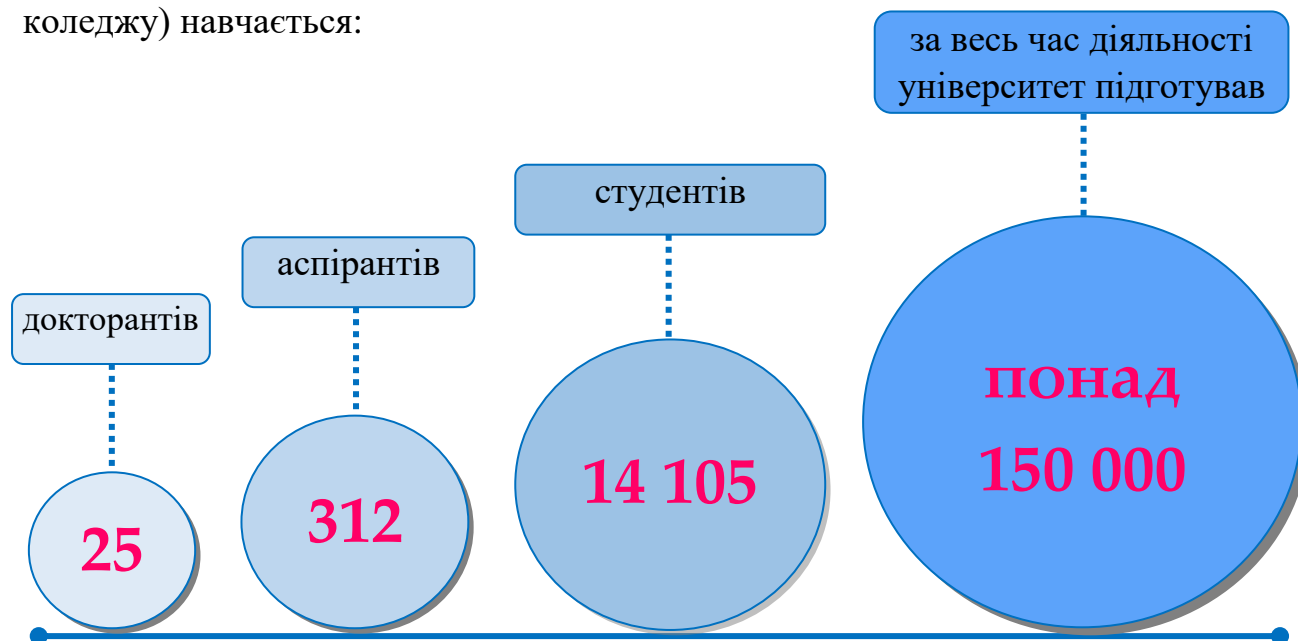 коледжу) навчається:
за весь час діяльності
університет підготував
студентів
аспірантів
докторантів
понад
150 000
14 105
312
25